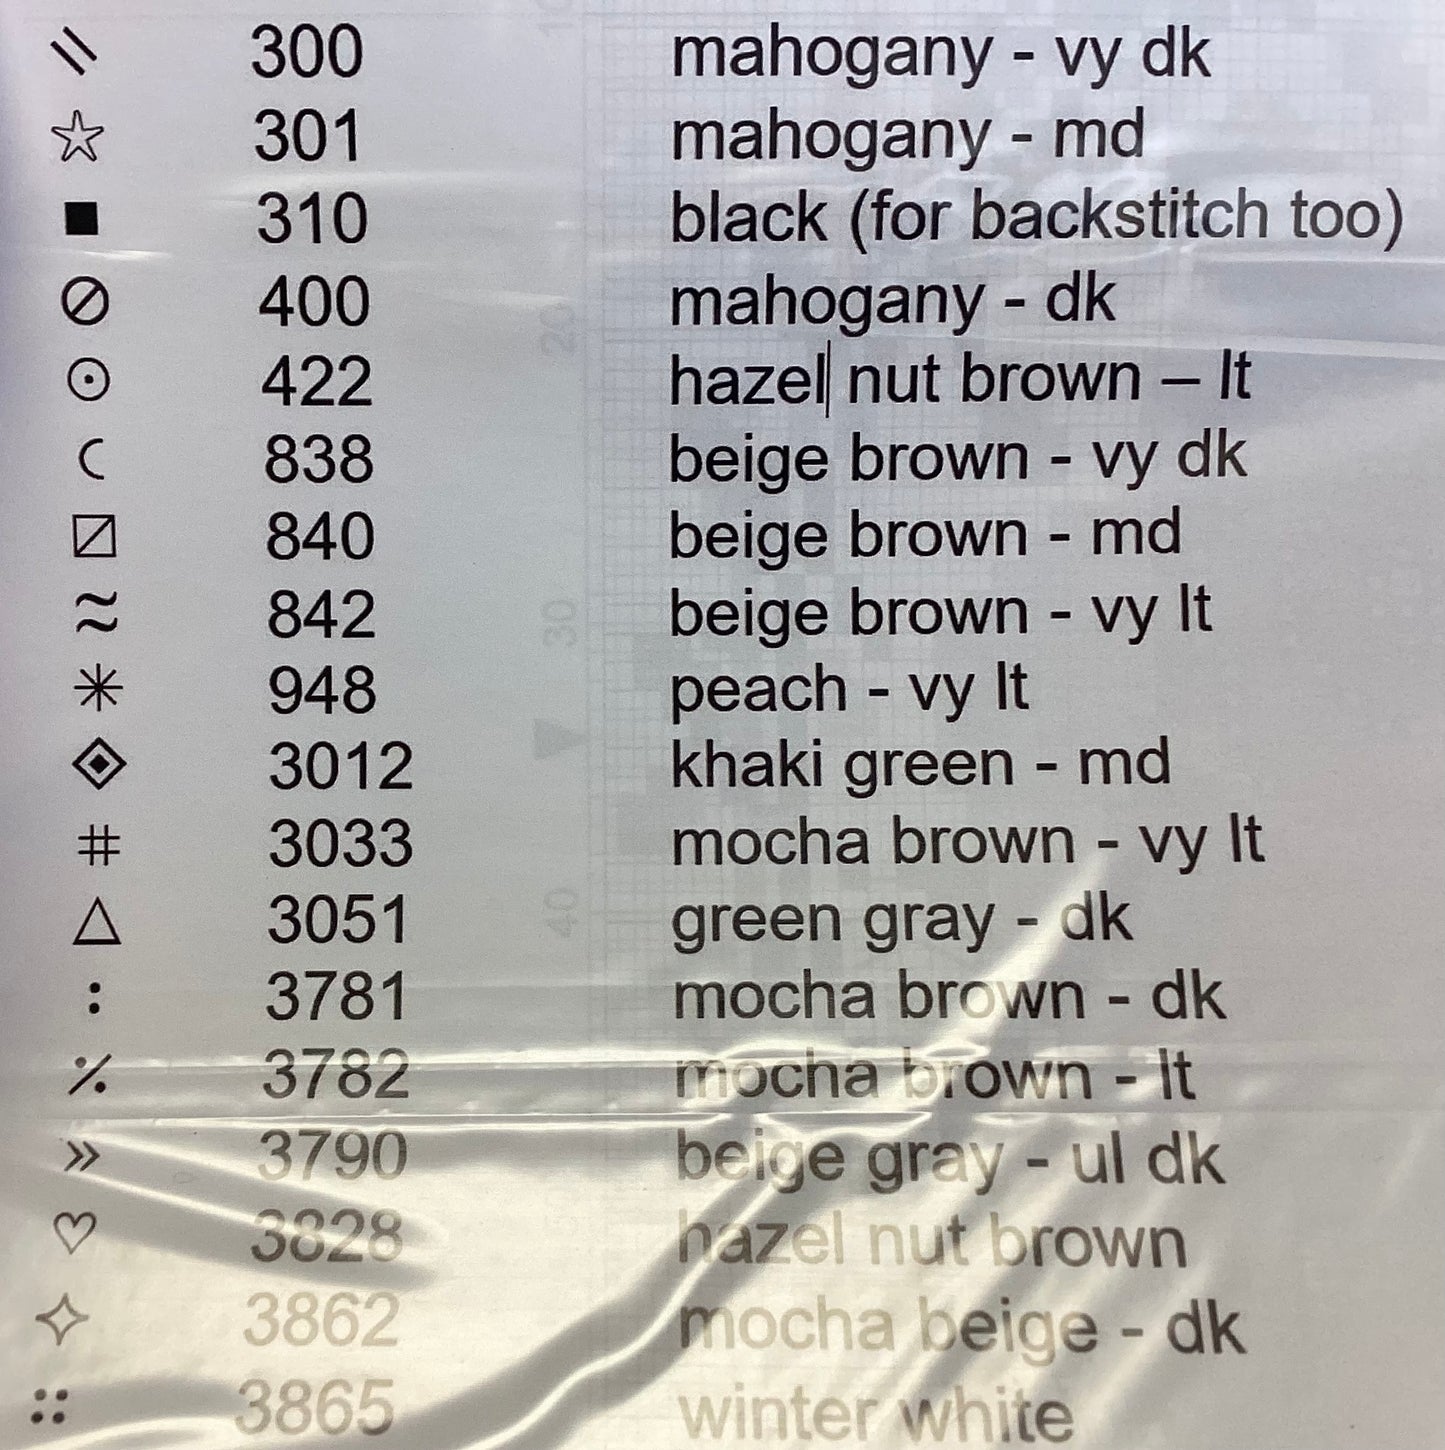 \\ 300 mahogany - vy dk
☆ 301 mahogany - md
■ 310 black (for backstitch too)
⊘ 400 mahogany - dk
⊙ 422 hazel nut brown – lt
( 838 beige brown - vy dk
⧄ 840 beige brown - md
≈ 842 beige brown - vy lt
* 948 peach - vy lt
◈ 3012 khaki green - md
# 3033 mocha brown - vy lt
△ 3051 green gray - dk
: 3781 mocha brown - dk
⁒ 3782 mocha brown - lt
» 3790 beige gray - ul dk
♡ 3828 hazel nut brown
✧ 3862 mocha beige - dk
∷ 3865 winter white
20
30
40